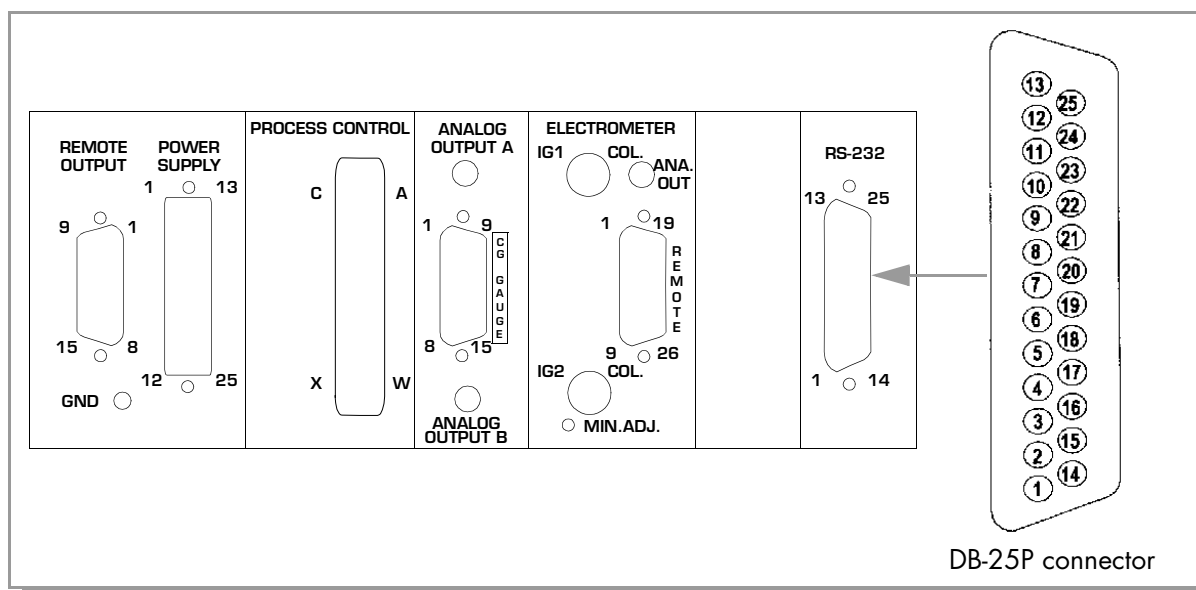 REMOTE
OUTPUT
POWER
SUPPLY
1 13
9 1
15 8
12 25
GND
PROCESS CONTROL
C A
X W
ANALOG
OUTPUT A
1 9
CG GAUGE
8 15
ANALOG
OUTPUT B
ELECTROMETER
IG1 COL.
ANA.
OUT
1 19
REMOTE
9 26
IG2 COL.
MIN.ADJ.
RS-232
13 25
1 14
13
25
12
24
11
23
10
22
9
21
8
20
7
19
6
18
5
17
4
16
3
15
2
14
1
DB-25P connector